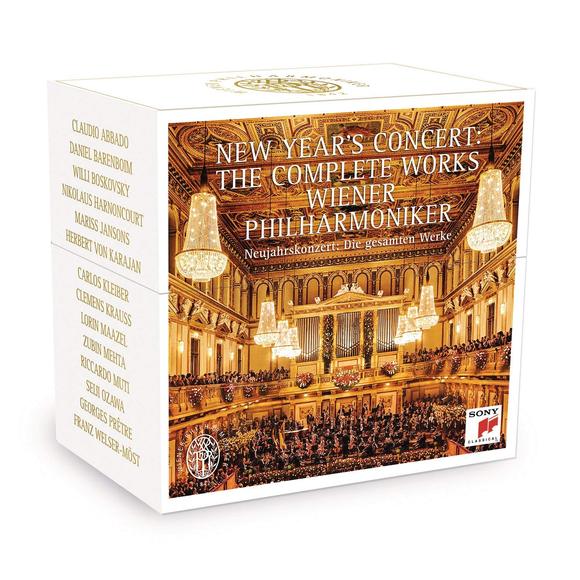 PHILHARMONIKER
CLAUDIO ABBADO
DANIEL BARENBOIM
WILLI BOSKOVSKY
NIKOLAUS HARNONCOURT
MARISS JANSONS
HERBERT VON KARAJAN
CARLOS KLEIBER
CLEMENS KRAUSS
LORIN MAAZEL
ZUBIN MEHTA
RICCARDO MUTI
SEIJI OZAWA
GEORGES PRÊTRE
FRANZ WELSER-MÖST
NEW YEAR'S CONCERT:
THE COMPLETE WORKS
WIENER
PHILHARMONIKER
Neujahrskonzert: Die gesamten Werke
SONY
CLASSICAL